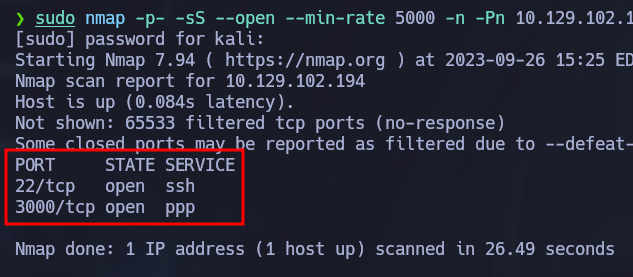 ❯ sudo nmap -p- -sS --open --min-rate 5000 -n -Pn 10.129.102.1
[sudo] password for kali:
Starting Nmap 7.94 ( https://nmap.org ) at 2023-09-26 15:25 ED
Nmap scan report for 10.129.102.194
Host is up (0.084s latency).
Not shown: 65533 filtered tcp ports (no-response)
Some closed ports may be reported as filtered due to --defeat-
PORT     STATE SERVICE
22/tcp   open  ssh
3000/tcp open  ppp
Nmap done: 1 IP address (1 host up) scanned in 26.49 seconds